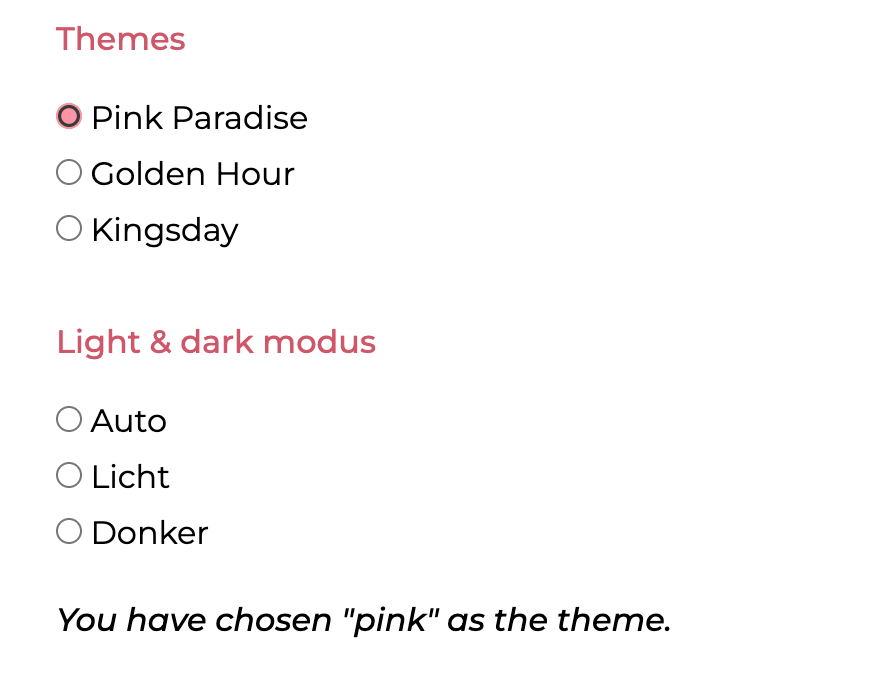 Themes
Pink Paradise
Golden Hour
Kingsday
Light & dark modus
Auto
Licht
Donker
You have chosen "pink" as the theme.